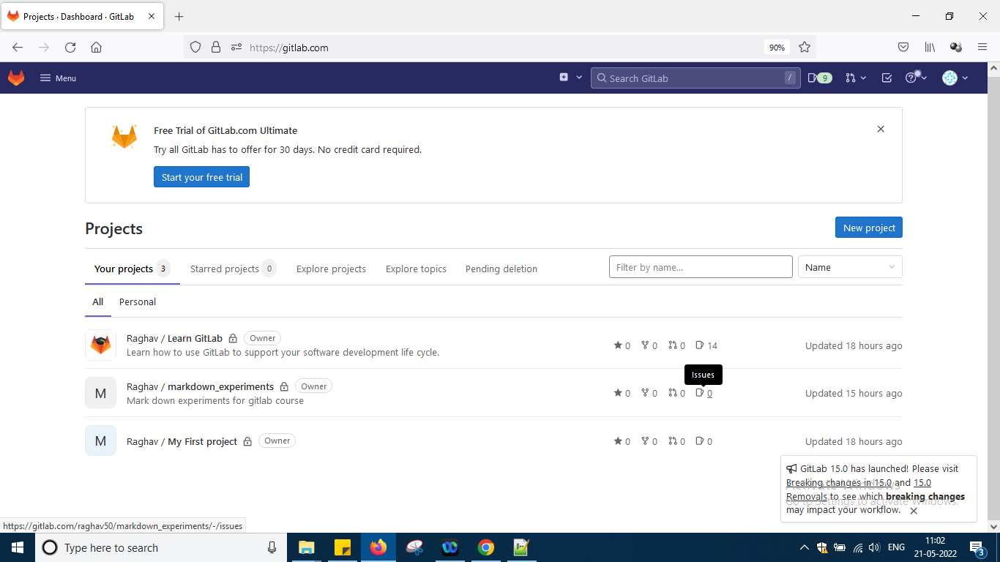 Projects · Dashboard · GitLab
https://gitlab.com
90%
Menu
Search GitLab
/
9
Free Trial of GitLab.com Ultimate
Try all GitLab has to offer for 30 days. No credit card required.
Start your free trial
Projects
New project
Your projects 3
Starred projects 0
Explore projects
Explore topics
Pending deletion
Filter by name...
Name
All
Personal
Raghav / Learn GitLab
Owner
Learn how to use GitLab to support your software development life cycle.
0 0 0 14
Updated 18 hours ago
Issues
M
Raghav / markdown_experiments
Owner
Mark down experiments for gitlab course
0 0 0 0
Updated 15 hours ago
M
Raghav / My First project
Owner
0 0 0 0
Updated 18 hours ago
GitLab 15.0 has launched! Please visit
Breaking changes in 15.0 and 15.0
Removals to see which breaking changes
may impact your workflow.
Activate Windows
Go to Settings to activate Windows.
https://gitlab.com/raghav50/markdown_experiments/-/issues
Type here to search
ENG
11:02
21-05-2022
3